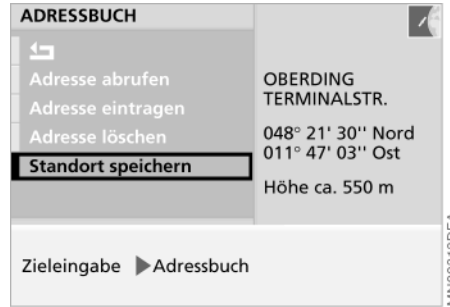 ADRESSBUCH
Adresse abrufen
Adresse eintragen
Adresse löschen
Standort speichern
OBERDING
TERMINALSTR.
048° 21' 30'' Nord
011° 47' 03'' Ost
Höhe ca. 550 m
Zieleingabe ▶Adressbuch